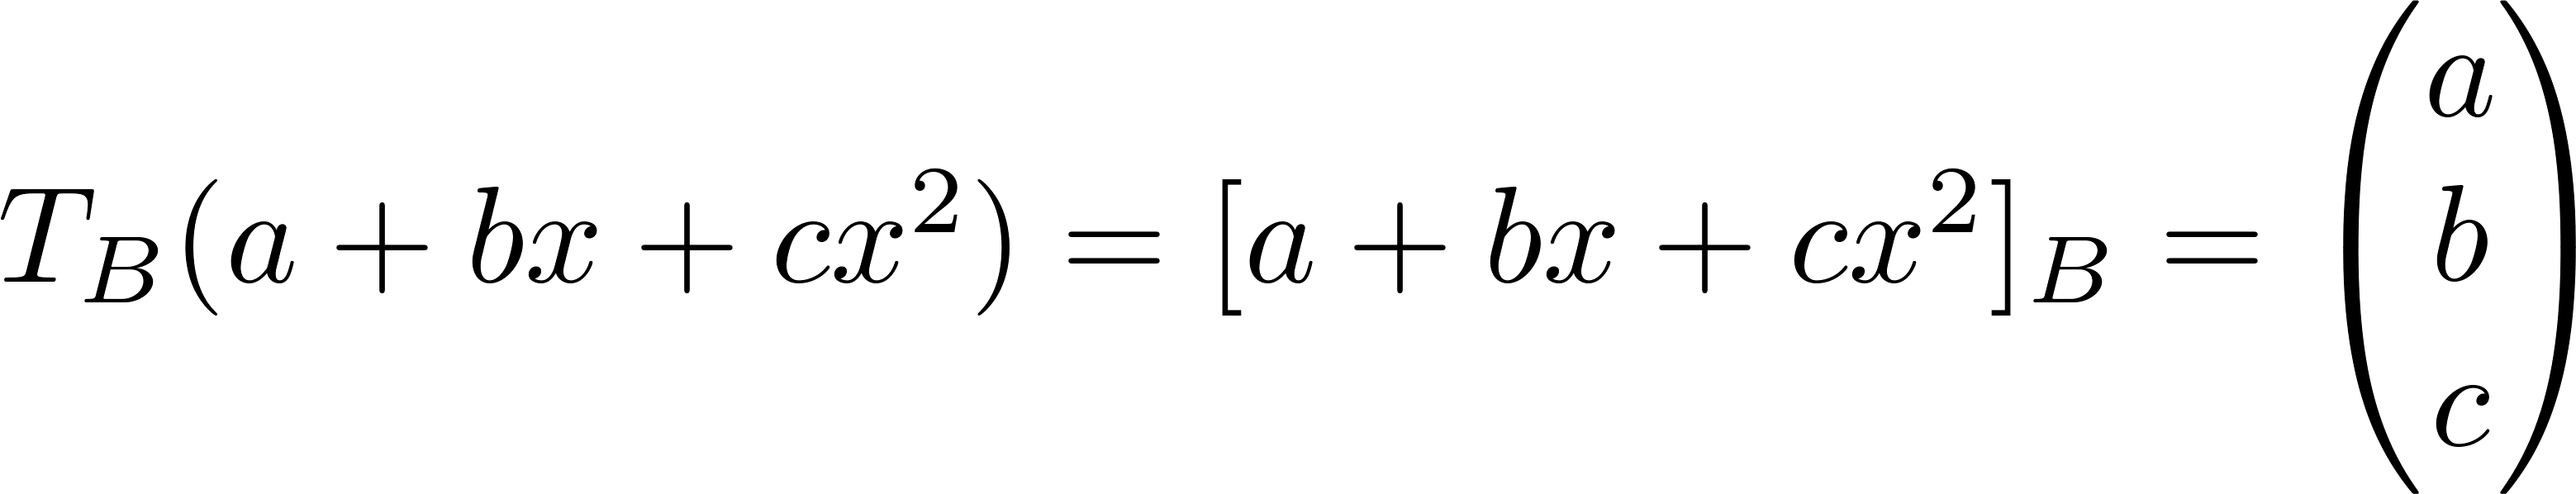 T_B(a + bx + cx^2) = [a + bx + cx^2]_B = \begin{pmatrix} a \\ b \\ c \end{pmatrix}